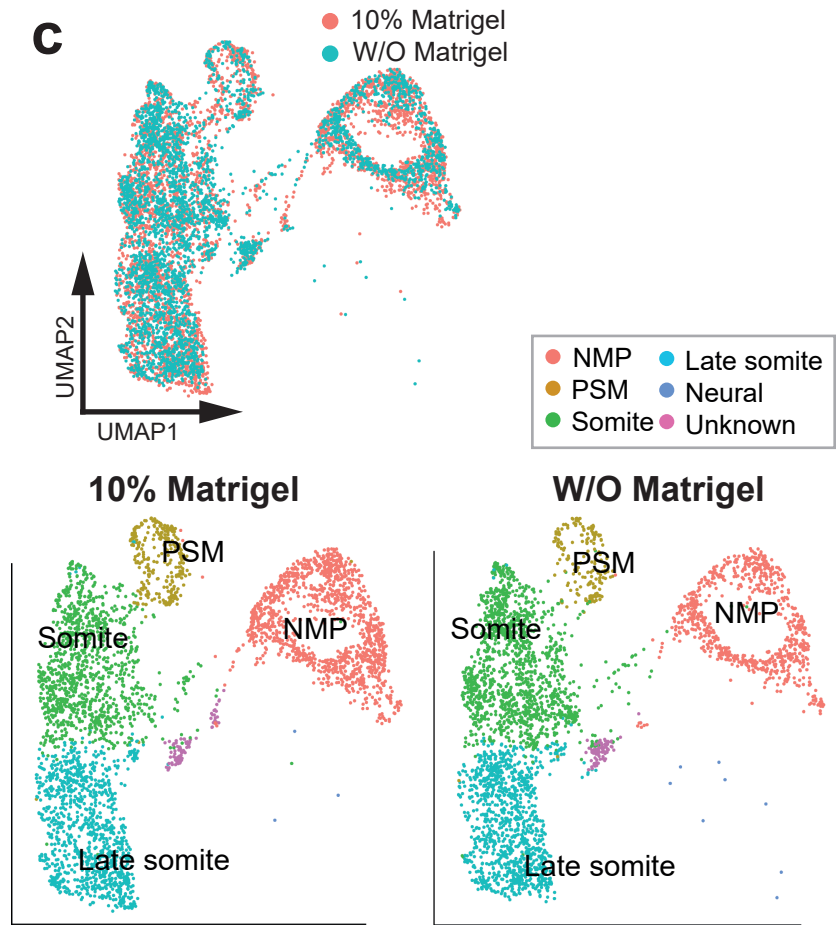 c
10% Matrigel
W/O Matrigel
UMAP2
UMAP1
NMP
PSM
Somite
Late somite
Neural
Unknown
10% Matrigel
PSM
Somite
NMP
Late somite
W/O Matrigel
PSM
Somite
NMP
Late somite